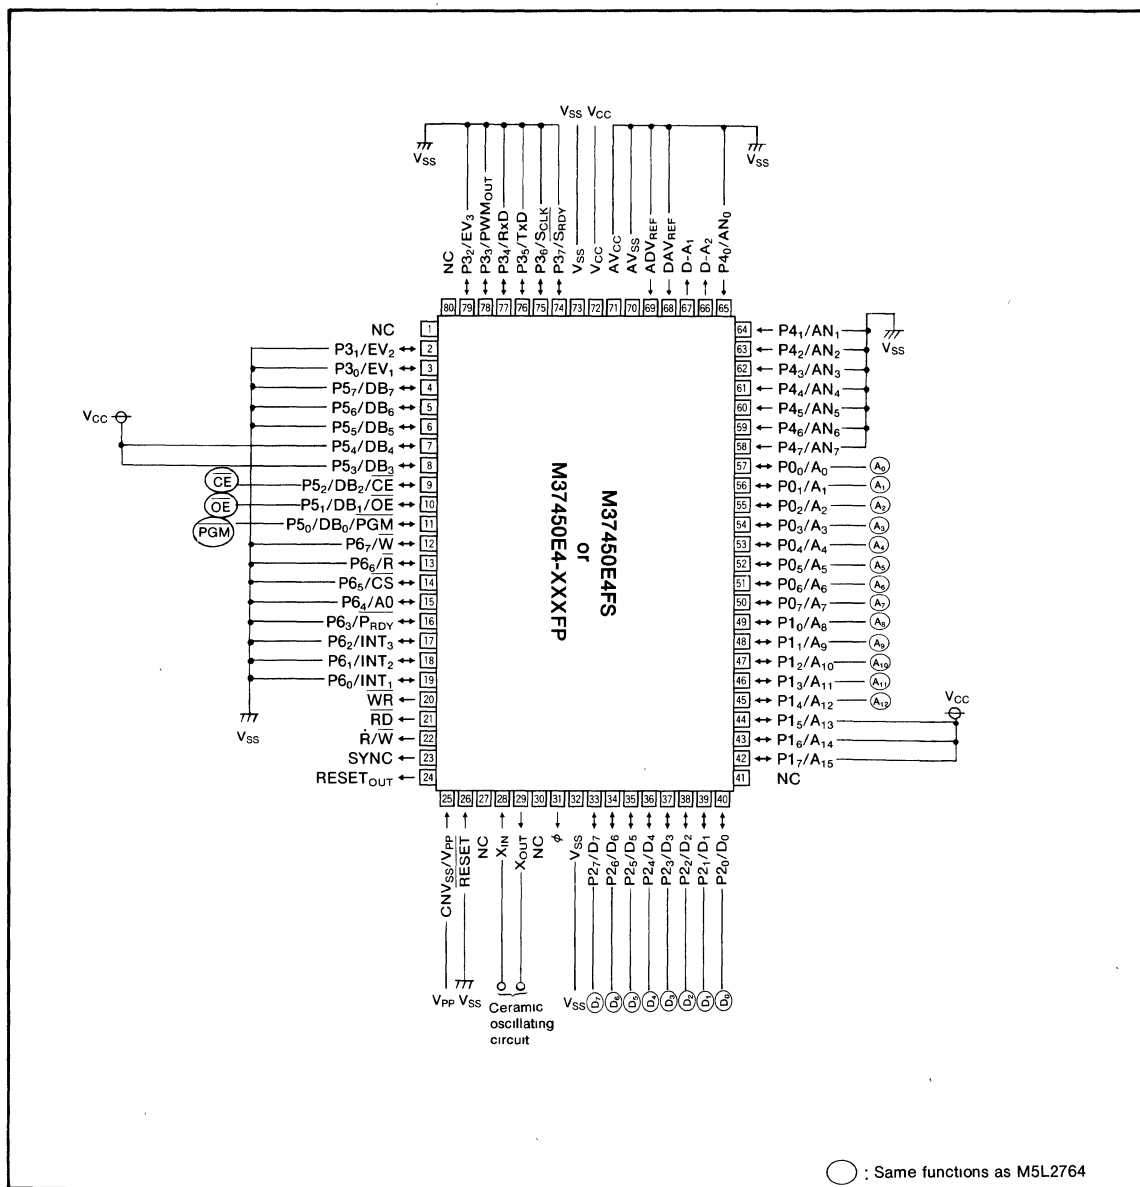 VSS VCC
VSS
VSS
NC
P32/EV3
P33/PWMOUT
P34/RxD
P35/TxD
P36/SCLK
P37/SRDY
VSS
VCC
AVCC
AVSS
ADVREF
DAVREF
D-A1
D-A2
P40/AN0
80 79 78 77 76 75 74 73 72 71 70 69 68 67 66 65
NC 1
P31/EV2 2
P30/EV1 3
P57/DB7 4
P56/DB6 5
P55/DB5 6
VCC
P54/DB4 7
P53/DB3 8
CE P52/DB2/CE 9
OE P51/DB1/OE 10
PGM P50/DB0/PGM 11
P67/W 12
P66/R 13
P65/CS 14
P64/A0 15
P63/PRDY 16
P62/INT3 17
P61/INT2 18
P60/INT1 19
VSS
WR 20
RD 21
R/W 22
SYNC 23
RESETOUT 24
M37450E4FS
or
M37450E4-XXXFP
64 P41/AN1
VSS
63 P42/AN2
62 P43/AN3
61 P44/AN4
60 P45/AN5
59 P46/AN6
58 P47/AN7
57 P00/A0 A0
56 P01/A1 A1
55 P02/A2 A2
54 P03/A3 A3
53 P04/A4 A4
52 P05/A5 A5
51 P06/A6 A6
50 P07/A7 A7
49 P10/A8 A8
48 P11/A9 A9
47 P12/A10 A10
46 P13/A11 A11
45 P14/A12 A12
VCC
44 P15/A13
43 P16/A14
42 P17/A15
41 NC
25 26 27 28 29 30 31 32 33 34 35 36 37 38 39 40
CNVSS/VPP
RESET
NC
XIN
XOUT
NC
ϕ
VSS
P27/D7
P26/D6
P25/D5
P24/D4
P23/D3
P22/D2
P21/D1
P20/D0
VPP VSS
Ceramic
oscillating
circuit
VSS D7 D6 D5 D4 D3 D2 D1 D0
: Same functions as M5L2764